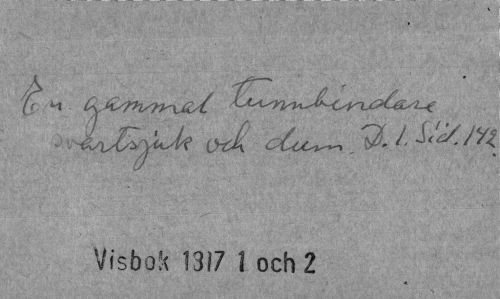 En gammal tunnbindare
svartsjuk och dum. D. 1. Sid. 142.
Visbok 1317 1 och 2